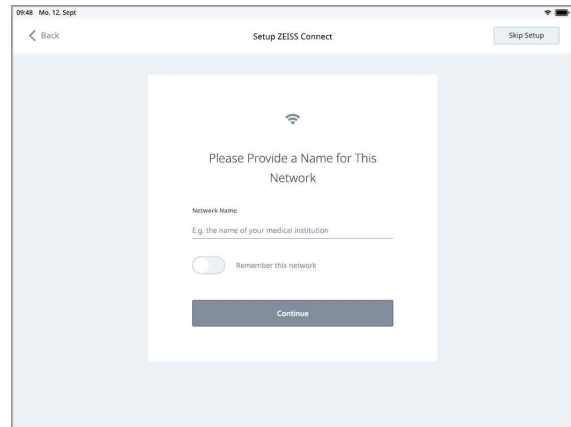 09:48 Mo. 12. Sept
Back
Setup ZEISS Connect
Skip Setup
Please Provide a Name for This
Network
Network Name
E.g. the name of your medical institution
Remember this network
Continue